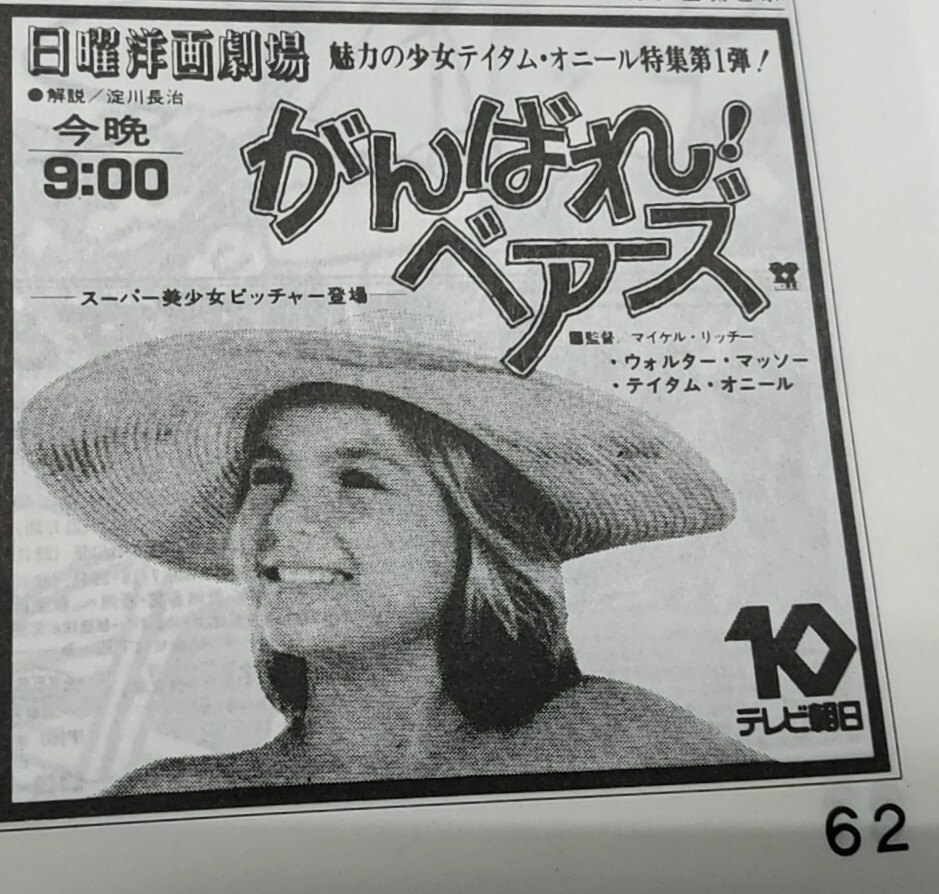 日曜洋画劇場
魅力の少女テイタム・オニール特集第1弾!
●解説/淀川長治
今晩
9:00
がんばれ!
ベアーズ
スーパー美少女ピッチャー登場
■監督/マイケル・リッチー
・ウォルター・マッソー
・テイタム・オニール
10
テレビ朝日
62